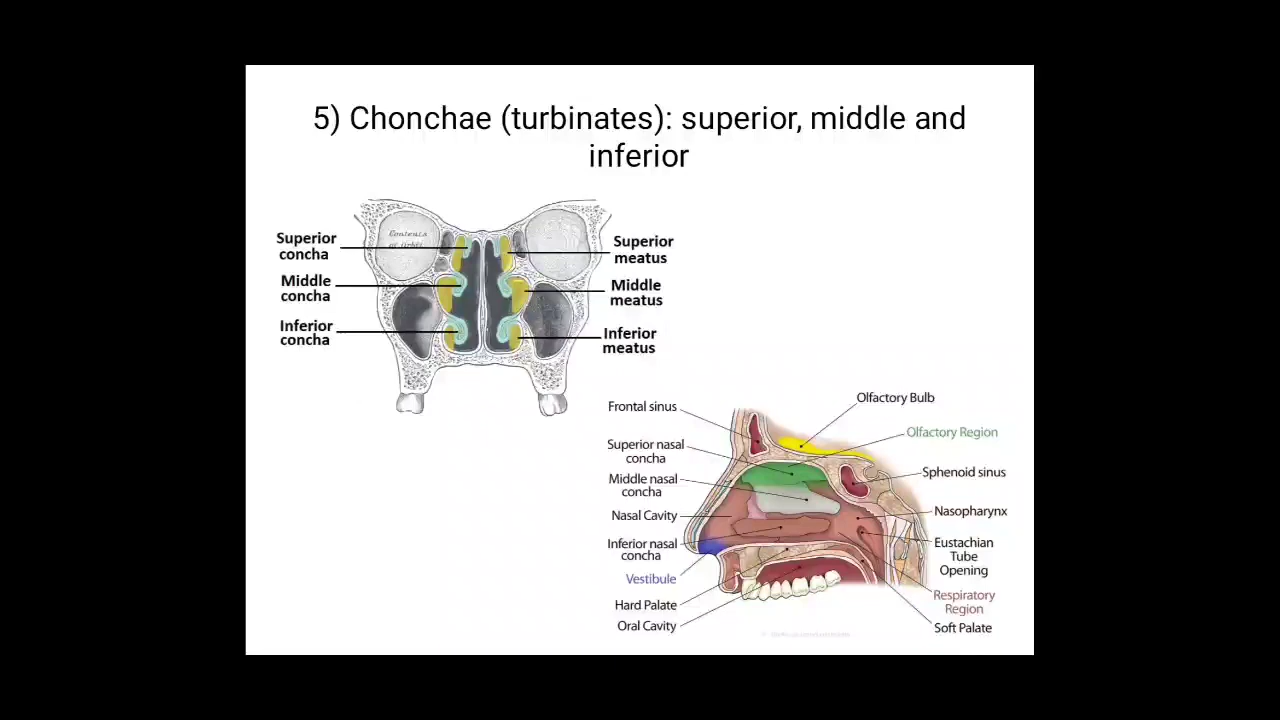 5) Chonchae (turbinates): superior, middle and
inferior
Contents
Superior
concha
Middle
concha
Inferior
concha
Superior
meatus
Middle
meatus
Inferior
meatus
Frontal sinus
Superior nasal
concha
Middle nasal
concha
Nasal Cavity
Inferior nasal
concha
Vestibule
Hard Palate
Oral Cavity
Olfactory Bulb
Olfactory Region
Sphenoid sinus
Nasopharynx
Eustachian
Tube
Opening
Respiratory
Region
Soft Palate